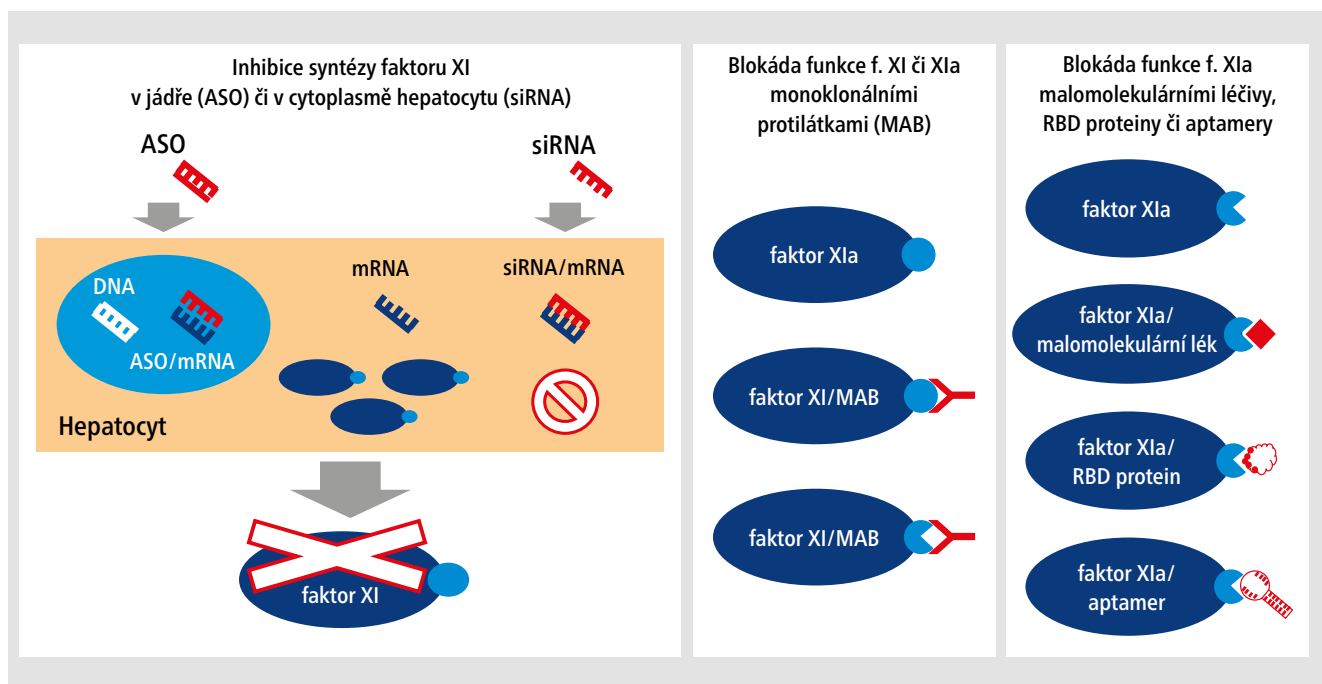 Inhibice syntézy faktoru XI
v jádře (ASO) či v cytoplasmě hepatocytu (siRNA)
ASO
siRNA
DNA
ASO/mRNA
mRNA
siRNA/mRNA
Hepatocyt
faktor XI
Blokáda funkce f. XI či XIa
monoklonálními
protilátkami (MAB)
faktor XIa
faktor XI/MAB
faktor XI/MAB
Blokáda funkce f. XIa
malomolekulárními léčivy,
RBD proteiny či aptamery
faktor XIa
faktor XIa/
malomolekulární lék
faktor XIa/
RBD protein
faktor XIa/
aptamer